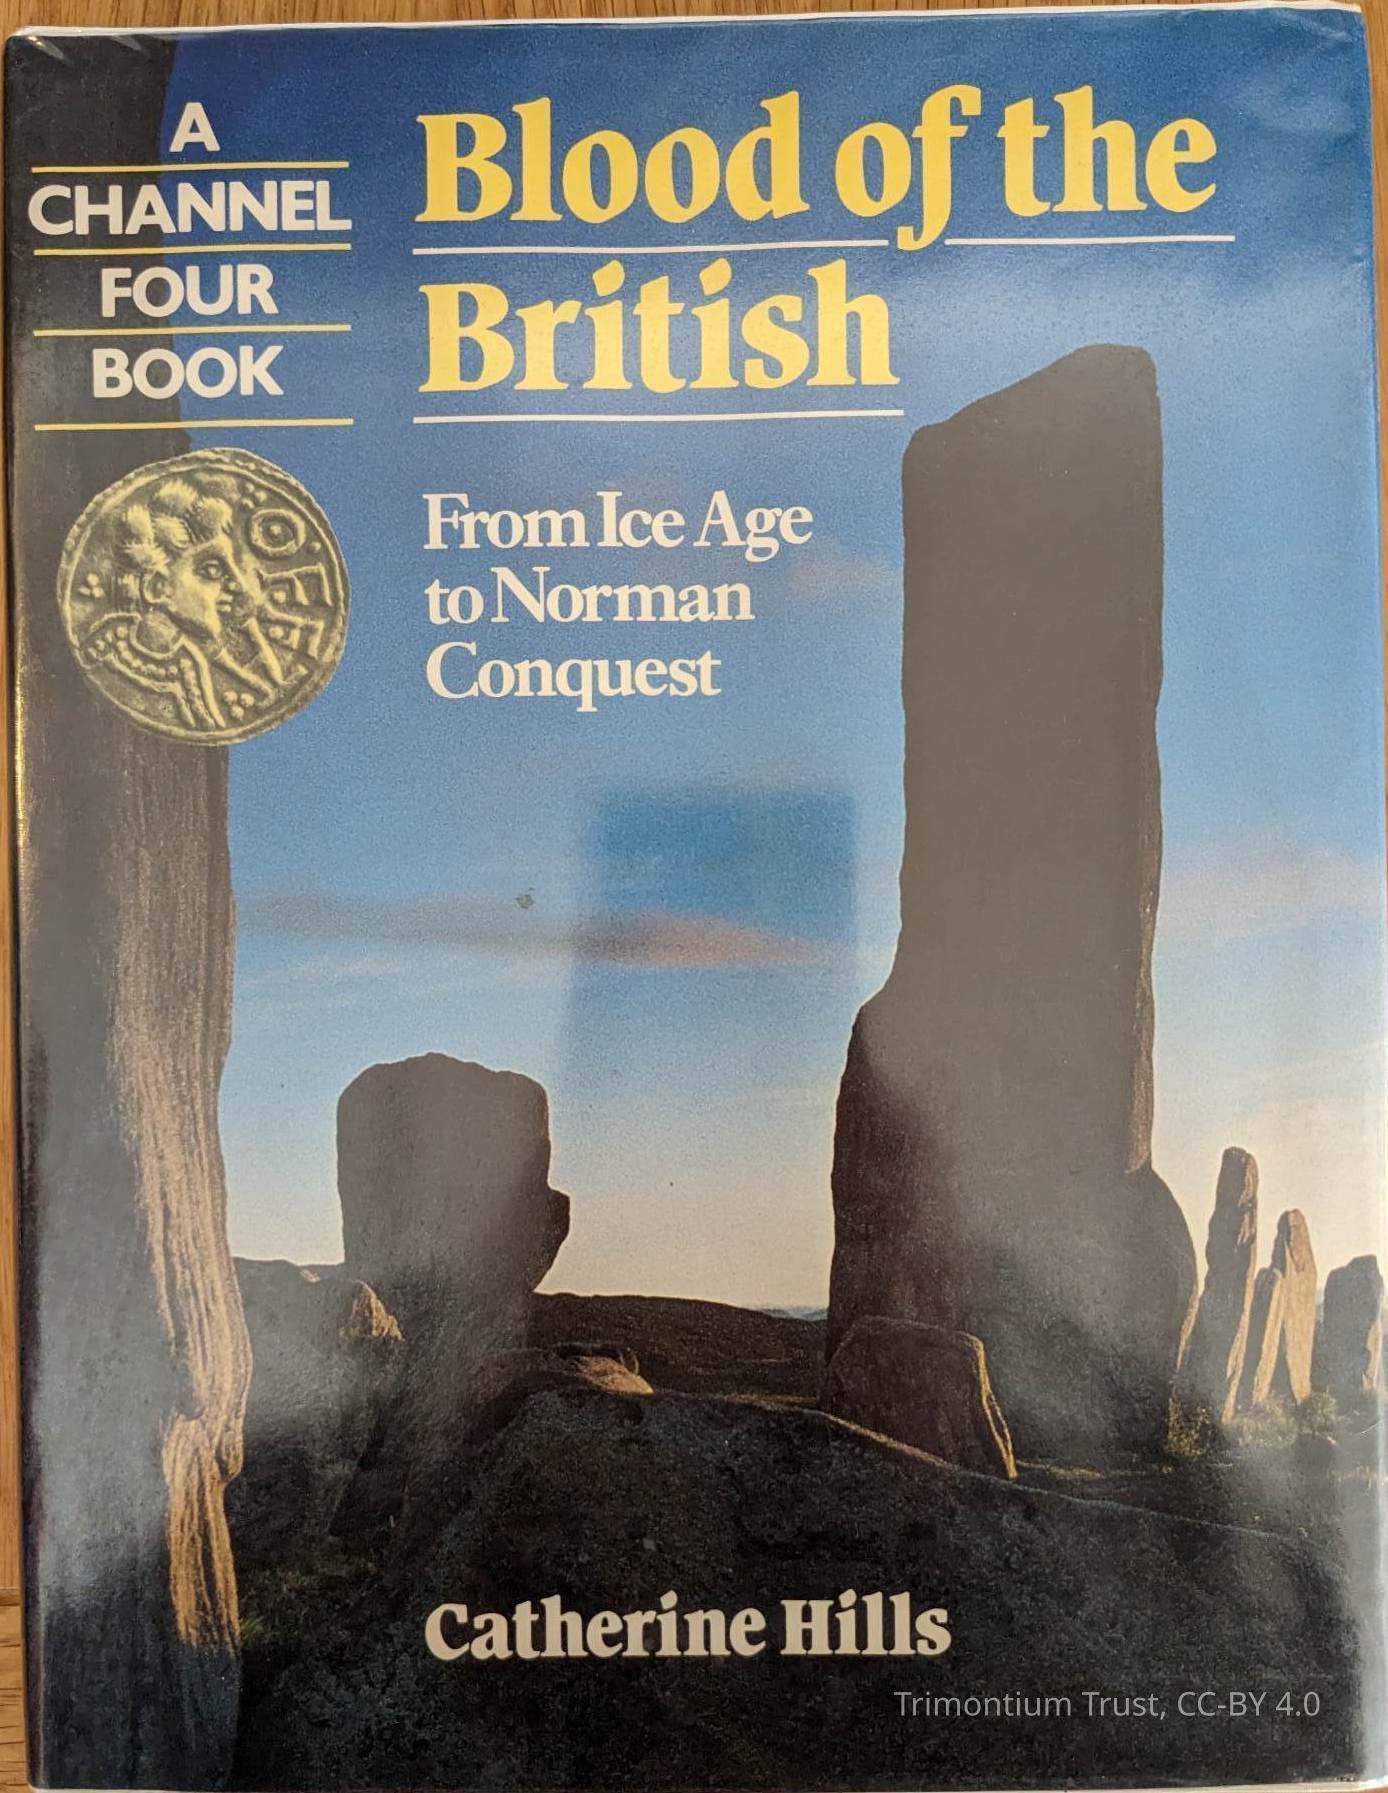 A
CHANNEL
FOUR
BOOK
Blood of the
British
From Ice Age
to Norman
Conquest
Catherine Hills
Trimontium Trust, CC-BY 4.0